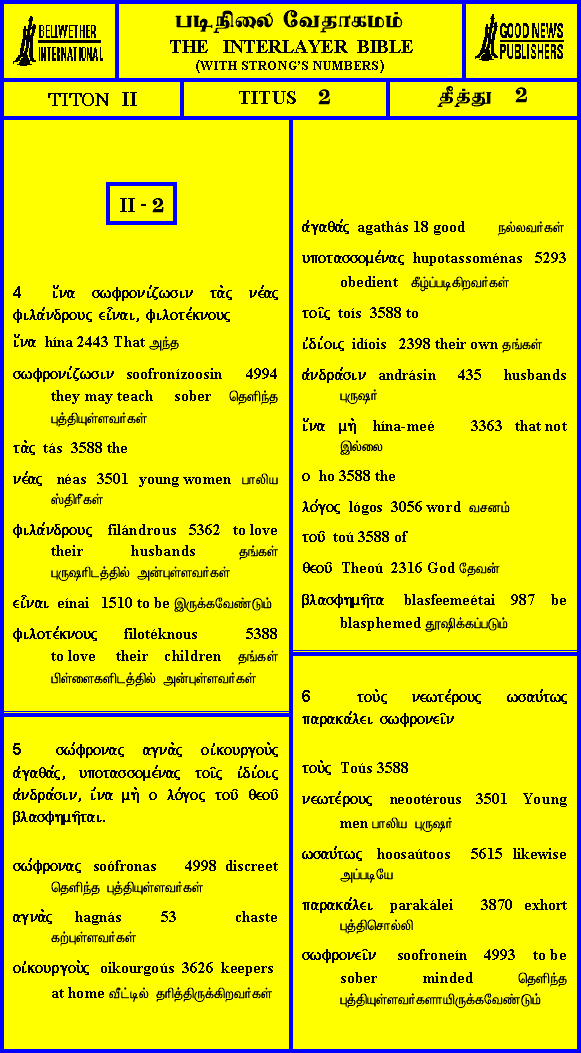 BELLWETHER
INTERNATIONAL
படிநிலை வேதாகமம்
THE INTERLAYER BIBLE
(WITH STRONG'S NUMBERS)
GOOD NEWS
PUBLISHERS
TITON II
TITUS 2
தீத்து 2
II - 2
4 ἵνα σωφρονίζωσιν τὰς νέας
φιλάνδρους εἶναι, φιλοτέκνους
ἵνα hína 2443 That அந்த
σωφρονίζωσιν soofronízoosin 4994
they may teach sober தெளிந்த
புத்தியுள்ளவர்கள்
τὰς tás 3588 the
νέας néas 3501 young women பாலிய
ஸ்திரீகள்
φιλάνδρους filándrous 5362 to love
their husbands தங்கள்
புருஷரிடத்தில் அன்புள்ளவர்கள்
εἶναι eínai 1510 to be இருக்கவேண்டும்
φιλοτέκνους filotéknous 5388
to love their children தங்கள்
பிள்ளைகளிடத்தில் அன்புள்ளவர்கள்
5 σώφρονας αγνὰς οἰκουργοὺς
ἀγαθάς, υποτασσομένας τοῖς ἰδίοις
ἀνδράσιν, ἱνα μὴ ο λόγος τοῦ θεοῦ
βλασφημῆται.
σώφρονας soófronas 4998 discreet
தெளிந்த புத்தியுள்ளவர்கள்
αγνὰς hagnás 53 chaste
கற்புள்ளவர்கள்
οἰκουργοὺς oikourgoús 3626 keepers
at home வீட்டில் தரித்திருக்கிறவர்கள்
ἀγαθάς agathás 18 good நல்லவர்கள்
υποτασσομένας hupotassoménas 5293
obedient கீழ்ப்படிகிறவர்கள்
τοῖς toís 3588 to
ἰδίοις idíois 2398 their own தங்கள்
ἀνδράσιν andrásin 435 husbands
புருஷர்
ἵνα μὴ hína-meé 3363 that not
இல்லை
ο ho 3588 the
λόγος lógos 3056 word வசனம்
τοῦ toú 3588 of
θεοῦ Theoú 2316 God தேவன்
βλασφημῆτα blasfeemeétai 987 be
blasphemed தூஷிக்கப்படும்
6 τοὺς νεωτέρους ωσαύτως
παρακάλει σωφρονεῖν
τοὺς Toús 3588
νεωτέρους neootérous 3501 Young
men பாலிய புருஷர்
ωσαύτως hoosaútoos 5615 likewise
அப்படியே
παρακάλει parakálei 3870 exhort
புத்திசொல்லி
σωφρονεῖν soofroneín 4993 to be
sober minded தெளிந்த
புத்தியுள்ளவர்களாயிருக்கவேண்டும்